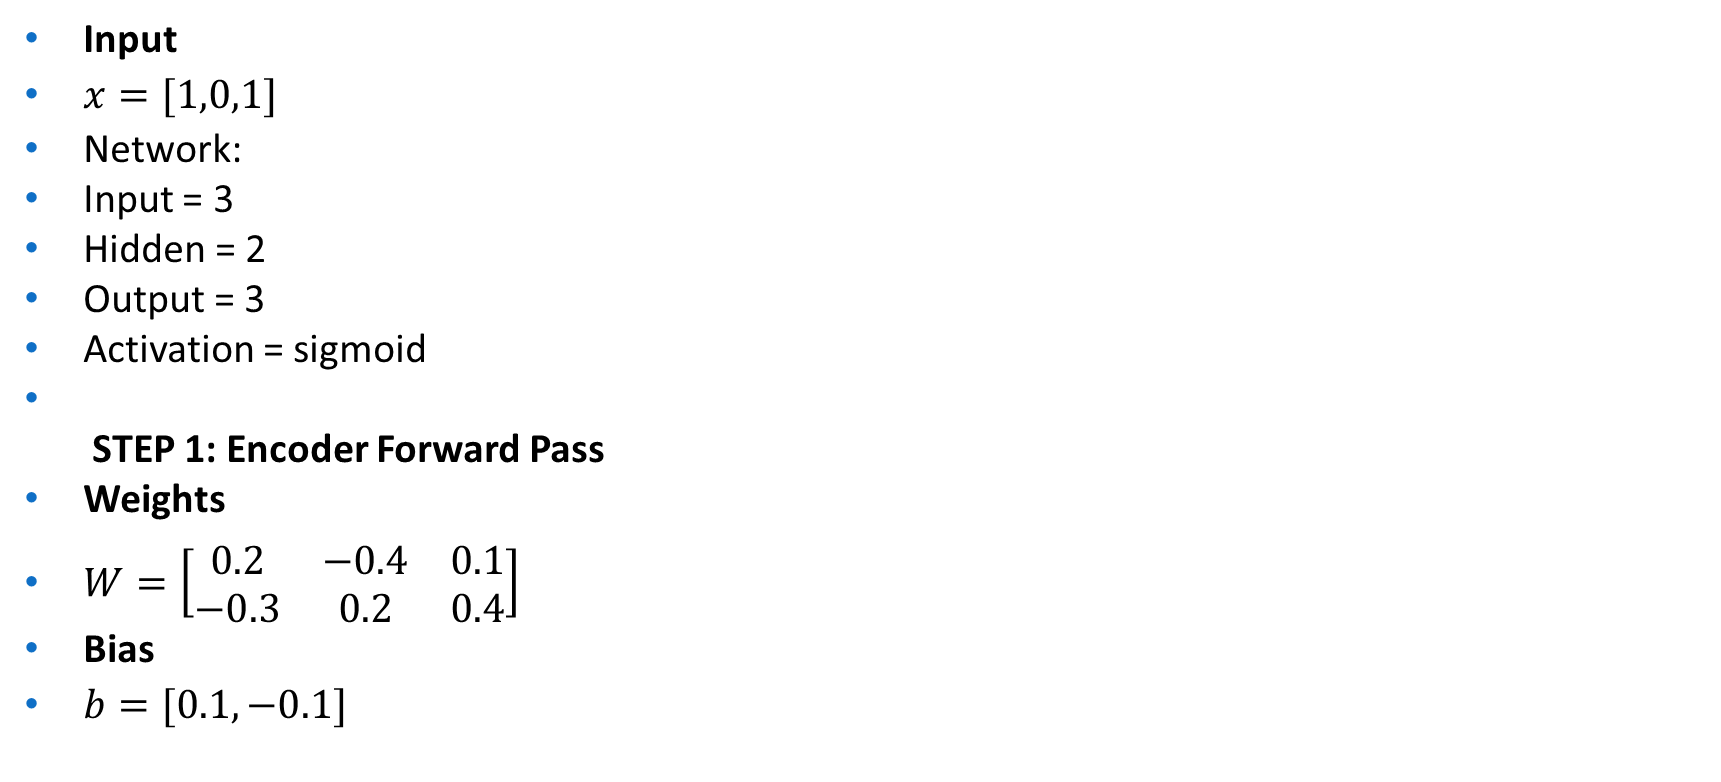 • Input
• x = [1,0,1]
• Network:
• Input = 3
• Hidden = 2
• Output = 3
• Activation = sigmoid
•
STEP 1: Encoder Forward Pass
• Weights
• W = [0.2 −0.4 0.1
−0.3 0.2 0.4]
• Bias
• b = [0.1, −0.1]